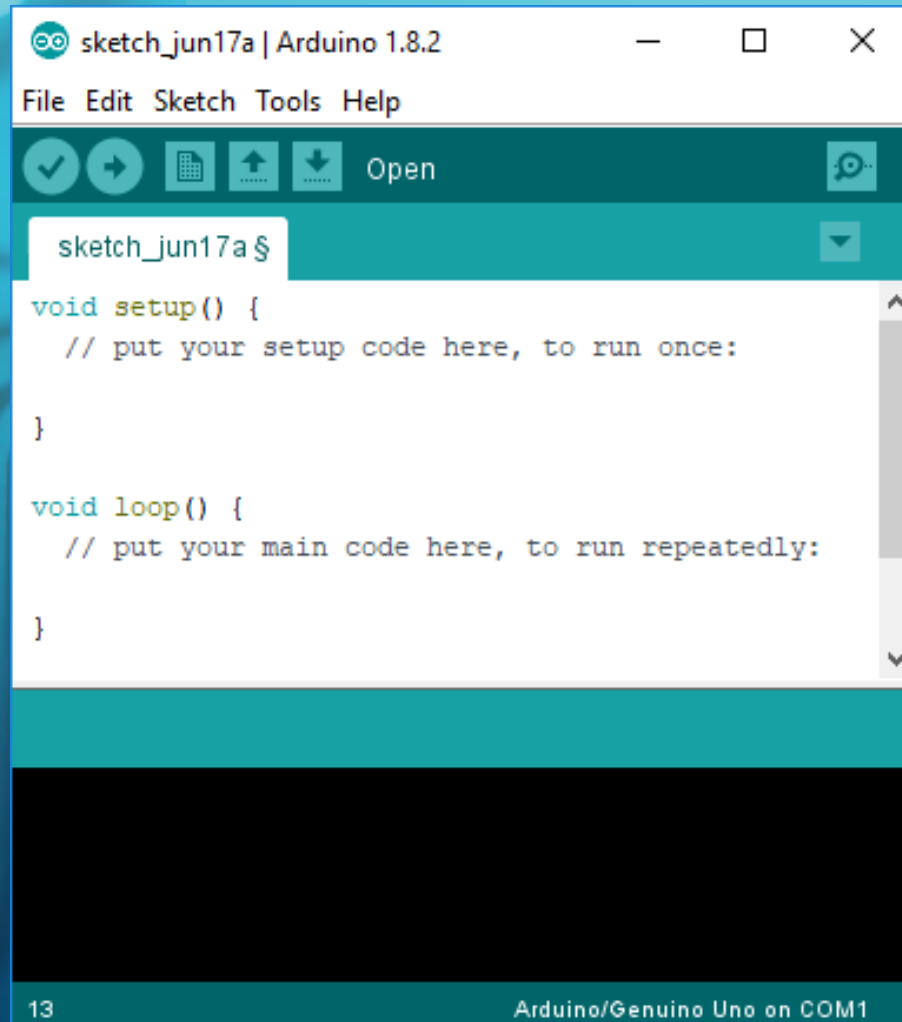 sketch_jun17a | Arduino 1.8.2
File Edit Sketch Tools Help
Open
sketch_jun17a §
void setup() {
  // put your setup code here, to run once:
}
void loop() {
  // put your main code here, to run repeatedly:
}
13 Arduino/Genuino Uno on COM1